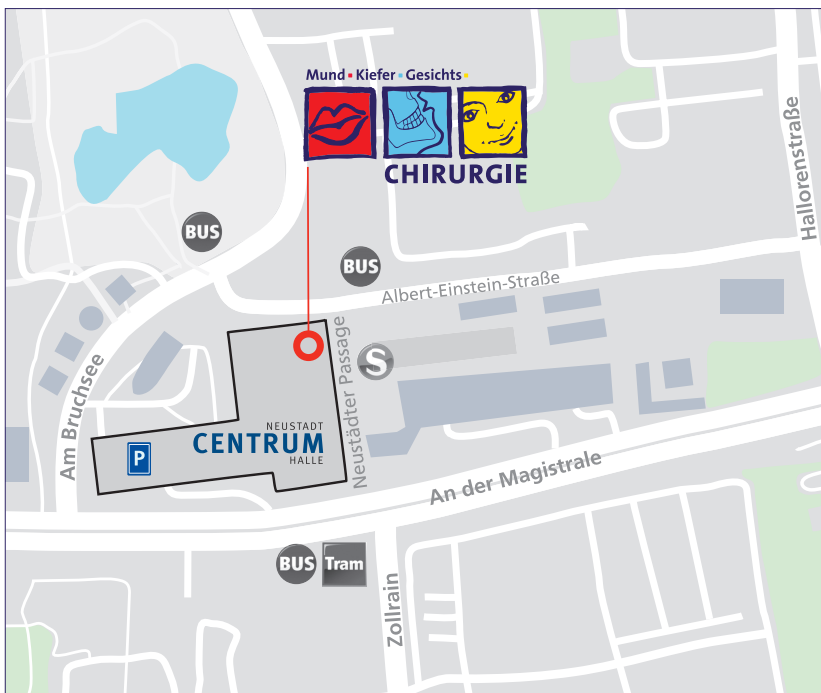 Mund • Kiefer • Gesichts •
CHIRURGIE
Hallorenstraße
BUS
BUS
Albert-Einstein-Straße
Neustädter Passage
S
Am Bruchsee
NEUSTADT
CENTRUM
HALLE
P
An der Magistrale
BUS
Tram
Zollrain